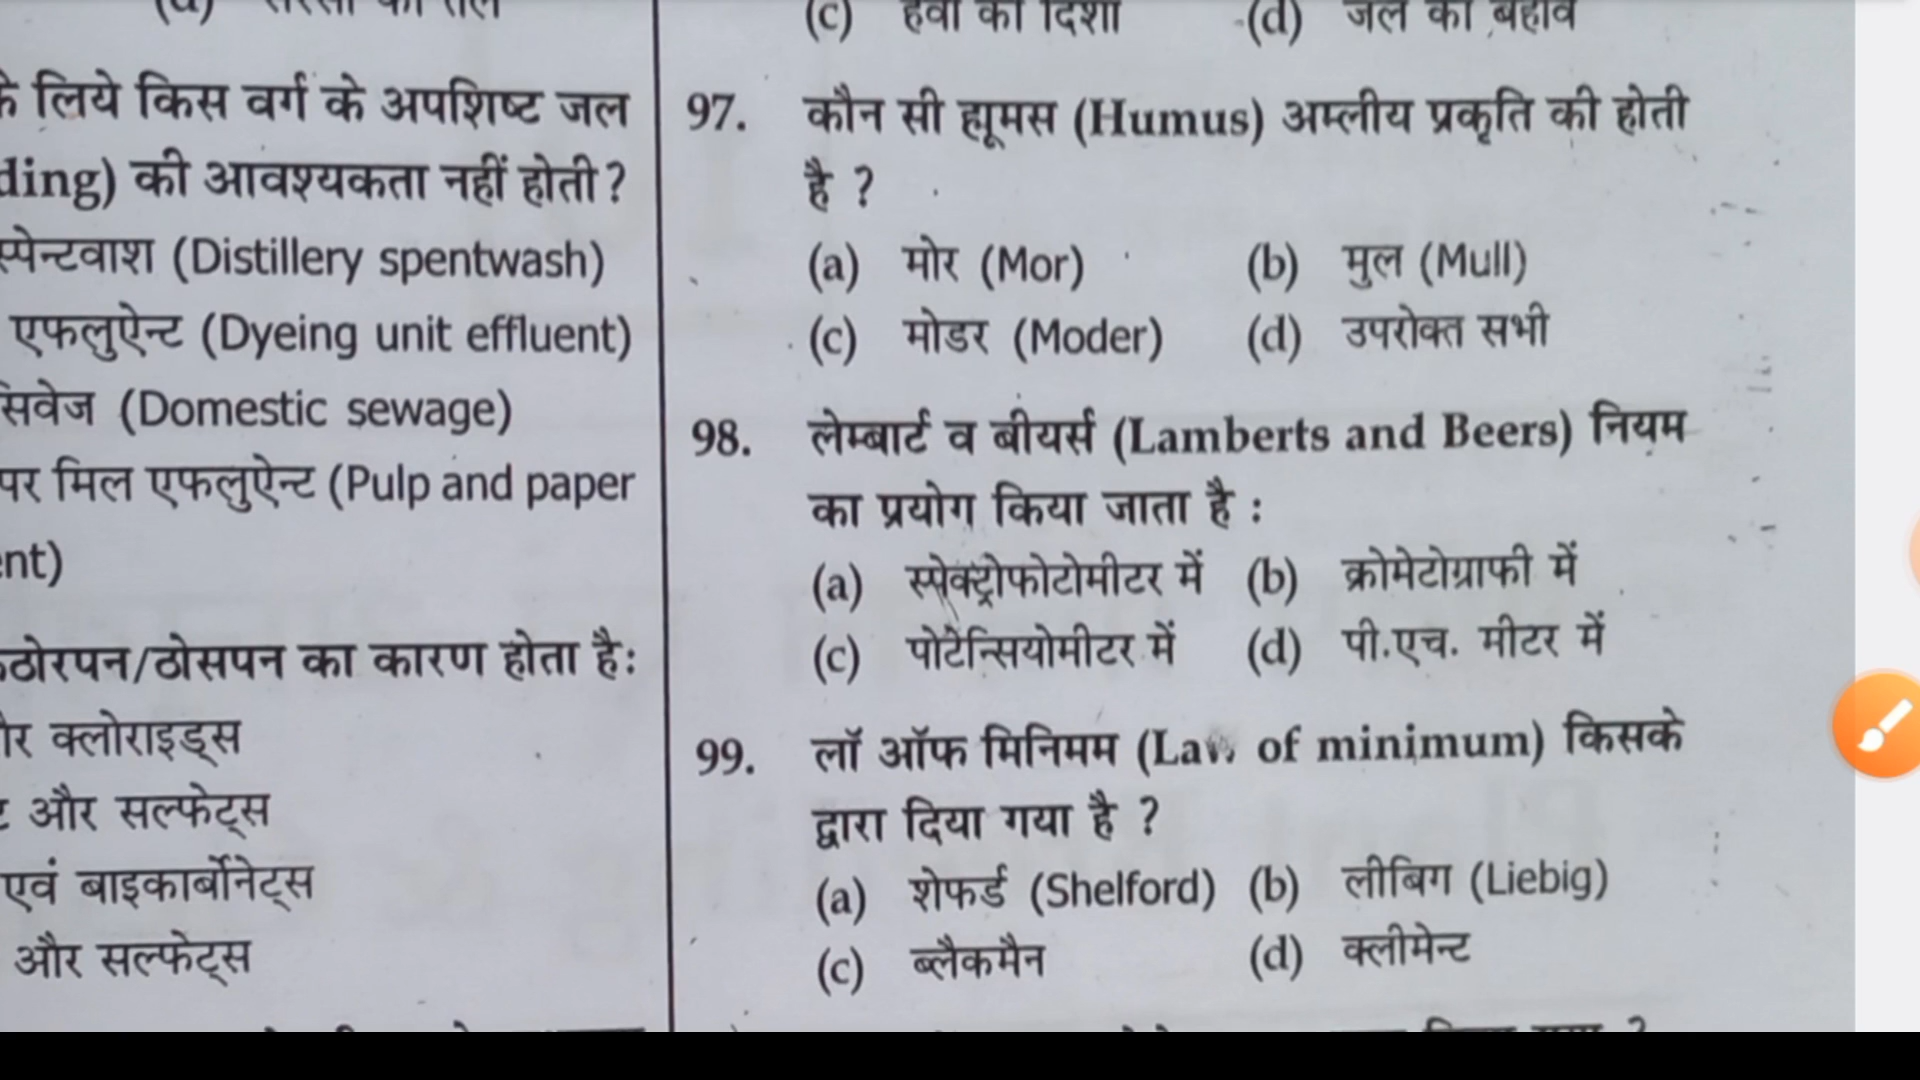 के लिये किस वर्ग के अपशिष्ट जल
ding) की आवश्यकता नहीं होती?
स्पेन्टवाश (Distillery spentwash)
एफलुऐन्ट (Dyeing unit effluent)
सिवेज (Domestic sewage)
पर मिल एफलुऐन्ट (Pulp and paper
ent)
कठोरपन/ठोसपन का कारण होता है:
और क्लोराइड्स
और सल्फेट्स
एवं बाइकार्बोनेट्स
और सल्फेट्स
(c) हवा की दिशा (d) जल का बहाव
97. कौन सी ह्यूमस (Humus) अम्लीय प्रकृति की होती
है ?
(a) मोर (Mor) (b) मुल (Mull)
(c) मोडर (Moder) (d) उपरोक्त सभी
98. लेम्बार्ट व बीयर्स (Lamberts and Beers) नियम
का प्रयोग किया जाता है :
(a) स्पेक्ट्रोफोटोमीटर में (b) क्रोमेटोग्राफी में
(c) पोटेन्सियोमीटर में (d) पी.एच. मीटर में
99. लॉ ऑफ मिनिमम (Law of minimum) किसके
द्वारा दिया गया है ?
(a) शेफर्ड (Shelford) (b) लीबिग (Liebig)
(c) ब्लैकमैन (d) क्लीमेन्ट